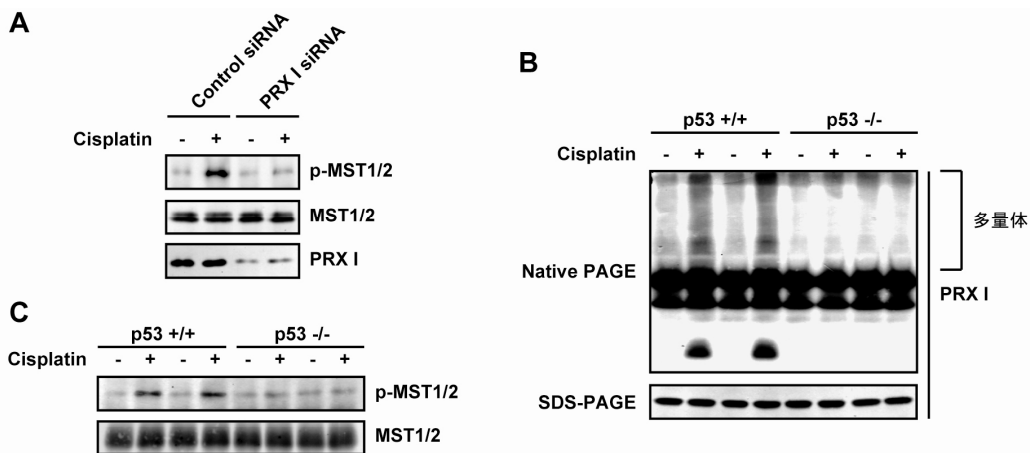 A
Control siRNA
PRX I siRNA
Cisplatin - + - +
p-MST1/2
MST1/2
PRX I
B
p53 +/+ p53 -/-
Cisplatin - + - + - + - +
多量体
Native PAGE
PRX I
SDS-PAGE
C
p53 +/+ p53 -/-
Cisplatin - + - + - + - +
p-MST1/2
MST1/2